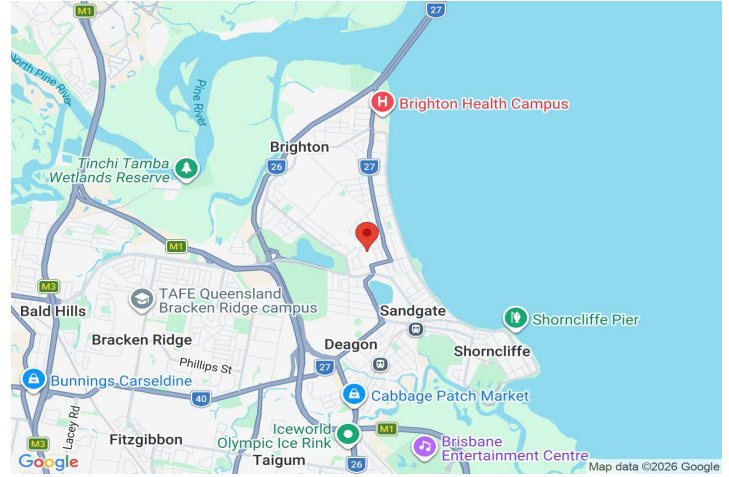 M1
27
North Pine River
Pine River
H
Brighton Health Campus
Brighton
26
27
Tinchi Tamba
Wetlands Reserve
M1
M3
TAFE Queensland
Bracken Ridge campus
Bald Hills
Sandgate
Shorncliffe Pier
Bracken Ridge
Deagon
Shorncliffe
Phillips St
27
Bunnings Carseldine
40
Cabbage Patch Market
Lacey Rd
Iceworld
Olympic Ice Rink
M1
Fitzgibbon
M3
Brisbane
Entertainment Centre
Taigum
26
Google
Map data ©2026 Google